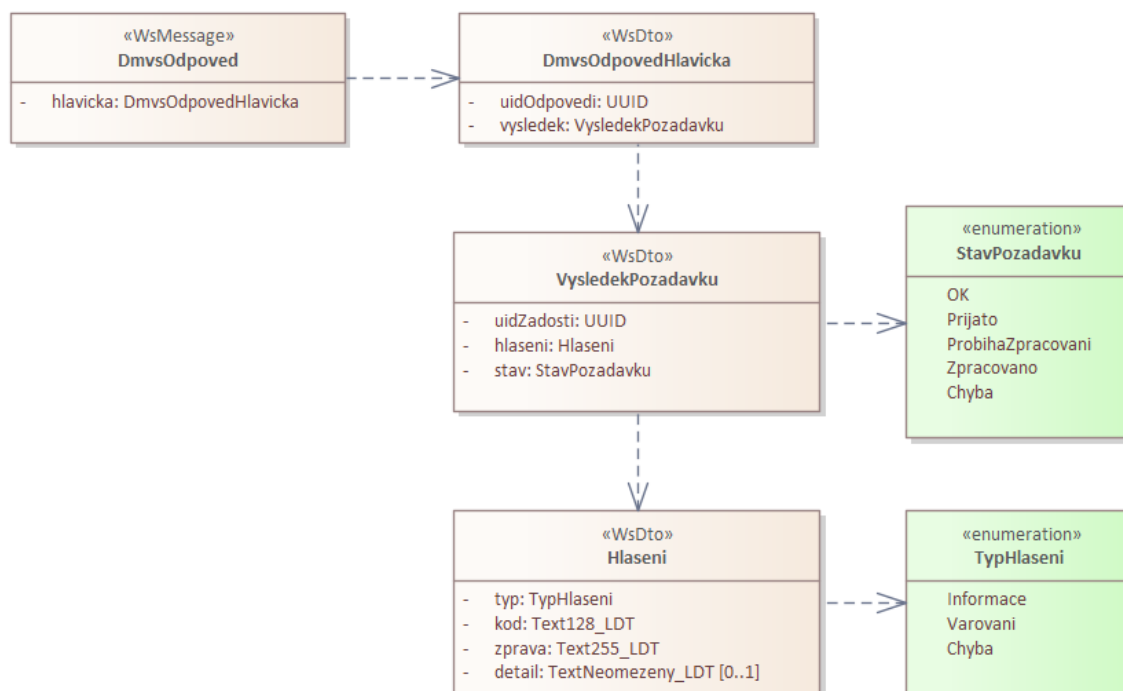 «WsMessage»
DmvsOdpoved
- hlavicka: DmvsOdpovedHlavicka
«WsDto»
DmvsOdpovedHlavicka
- uidOdpovedi: UUID
- vysledek: VysledekPozadavku
«WsDto»
VysledekPozadavku
- uidZadosti: UUID
- hlaseni: Hlaseni
- stav: StavPozadavku
«enumeration»
StavPozadavku
OK
Prijato
ProbihaZpracovani
Zpracovano
Chyba
«WsDto»
Hlaseni
- typ: TypHlaseni
- kod: Text128_LDT
- zprava: Text255_LDT
- detail: TextNeomezeny_LDT [0..1]
«enumeration»
TypHlaseni
Informace
Varovani
Chyba